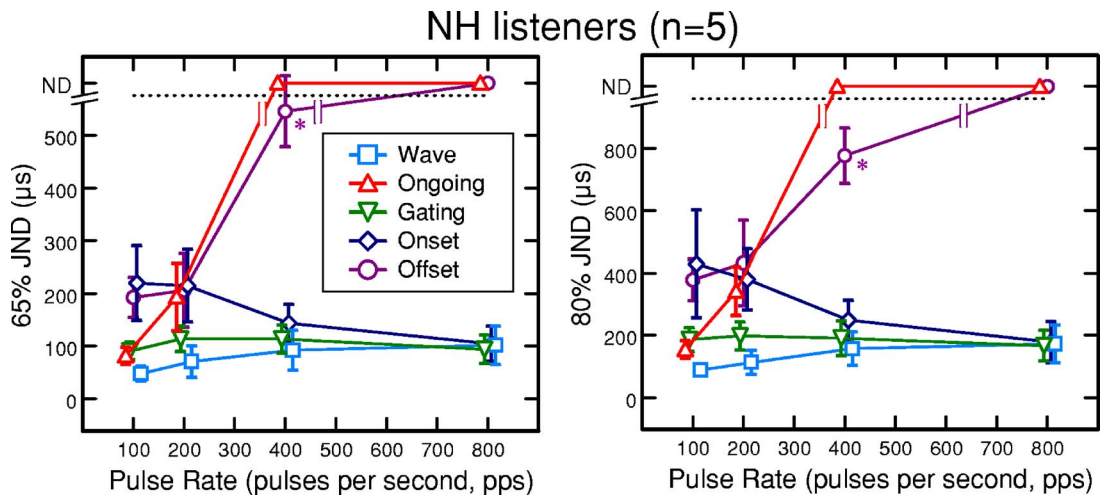 NH listeners (n=5)
ND
500
400
300
200
100
0
65% JND (µs)
*
Wave
Ongoing
Gating
Onset
Offset
100 200 300 400 500 600 700 800
Pulse Rate (pulses per second, pps)
ND
800
600
400
200
0
80% JND (µs)
*
100 200 300 400 500 600 700 800
Pulse Rate (pulses per second, pps)